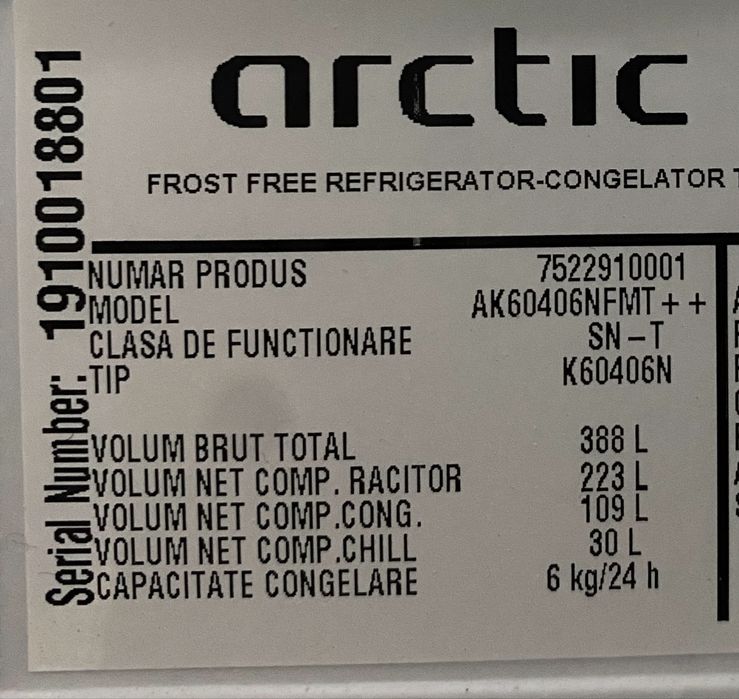 arctic
FROST FREE REFRIGERATOR-CONGELATOR
Serial Number: 1910018801
NUMAR PRODUS 7522910001
MODEL AK60406NFMT++
CLASA DE FUNCTIONARE SN-T
TIP K60406N
VOLUM BRUT TOTAL 388 L
VOLUM NET COMP. RACITOR 223 L
VOLUM NET COMP.CONG. 109 L
VOLUM NET COMP.CHILL 30 L
CAPACITATE CONGELARE 6 kg/24 h